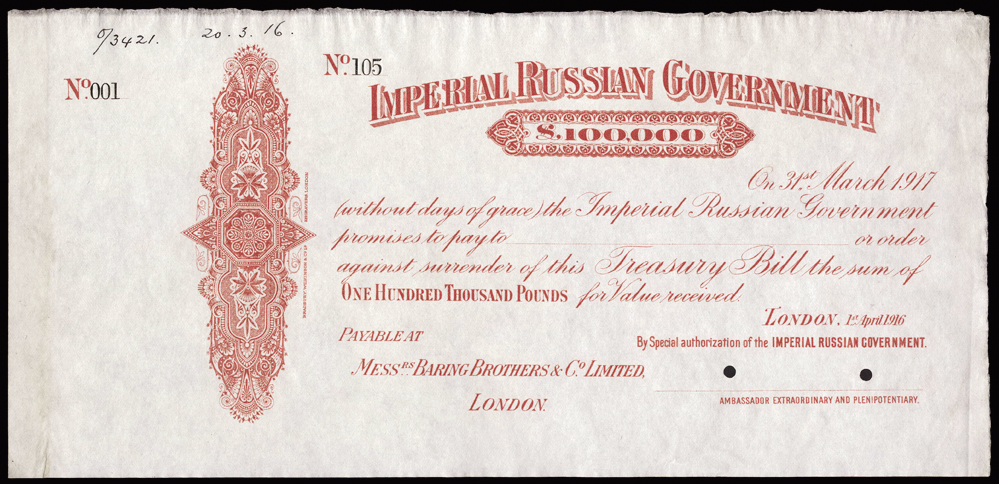 0/3421. 20.3.16.
No. 001
No. 105
IMPERIAL RUSSIAN GOVERNMENT
S. 100,000
On 31st March 1917
(without days of grace) the Imperial Russian Government
promises to pay to or order
against surrender of this Treasury Bill the sum of
ONE HUNDRED THOUSAND POUNDS for Value received.
LONDON, 1st April 1916
By Special authorization of the IMPERIAL RUSSIAN GOVERNMENT.
PAYABLE AT
MESSRS BARING BROTHERS & CO LIMITED,
LONDON.
AMBASSADOR EXTRAORDINARY AND PLENIPOTENTIARY.